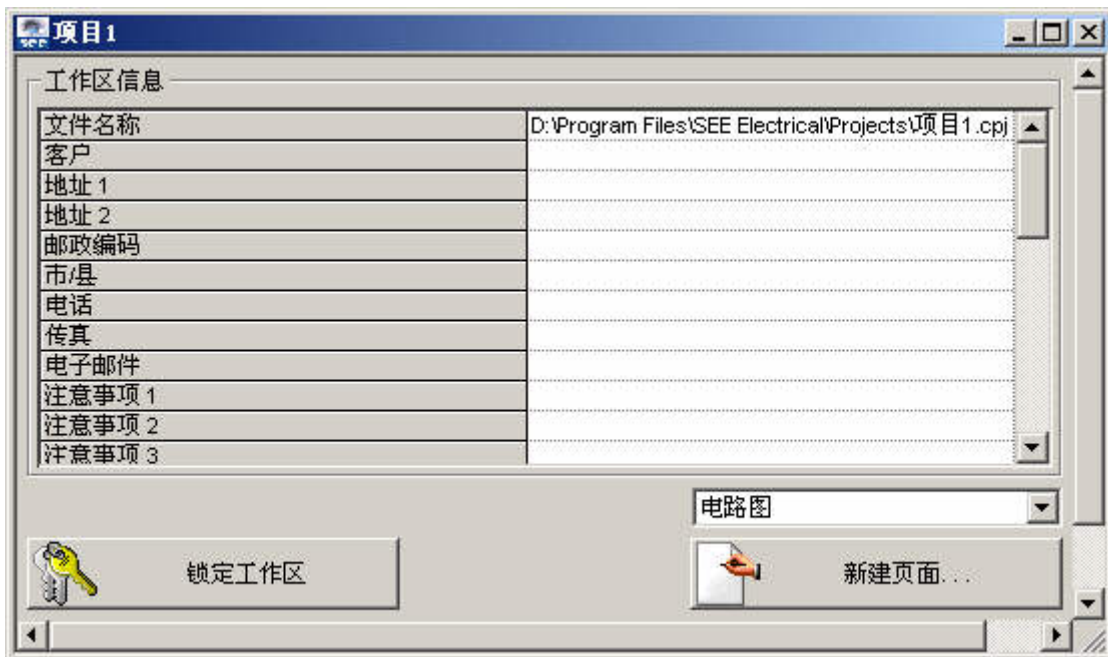 项目1
工作区信息
文件名称 D:\Program Files\SEE Electrical\Projects\项目1.cpj
客户
地址 1
地址 2
邮政编码
市/县
电话
传真
电子邮件
注意事项 1
注意事项 2
注意事项 3
电路图
锁定工作区 新建页面...